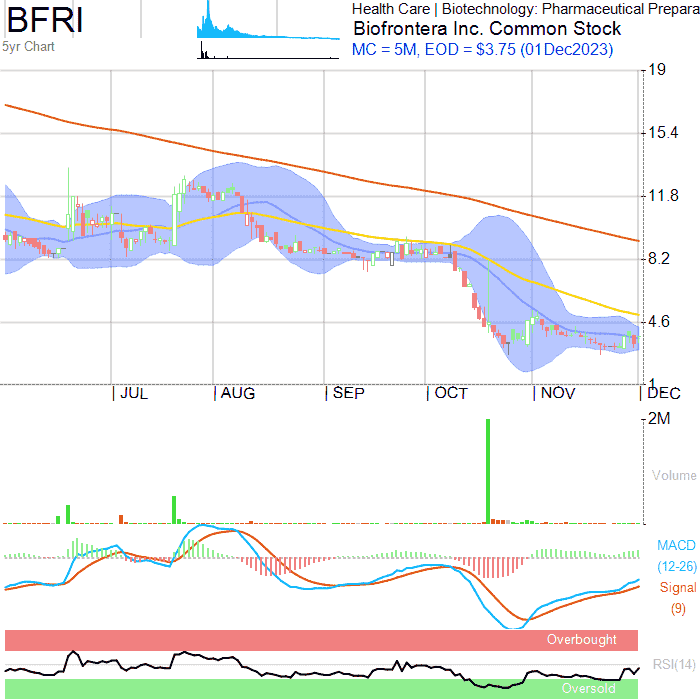 BFRI
5yr Chart
Health Care | Biotechnology: Pharmaceutical Prepara
Biofrontera Inc. Common Stock
MC = 5M, EOD = $3.75 (01Dec2023)
19
15.4
11.8
8.2
4.6
1
JUL AUG SEP OCT NOV DEC
2M
Volume
MACD
(12-26)
Signal
(9)
Overbought
RSI(14)
Oversold